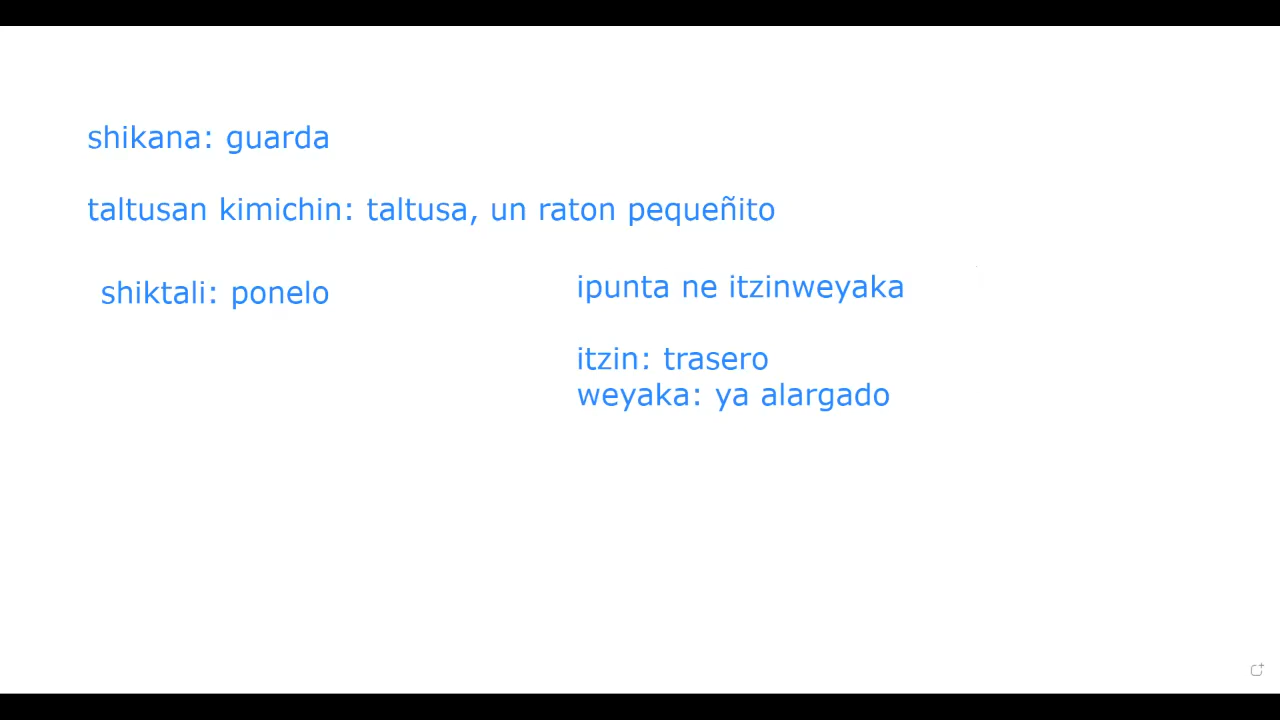 shikana: guarda
taltusan kimichin: taltusa, un raton pequeñito
shiktali: ponelo
ipunta ne itzinweyaka
itzin: trasero
weyaka: ya alargado